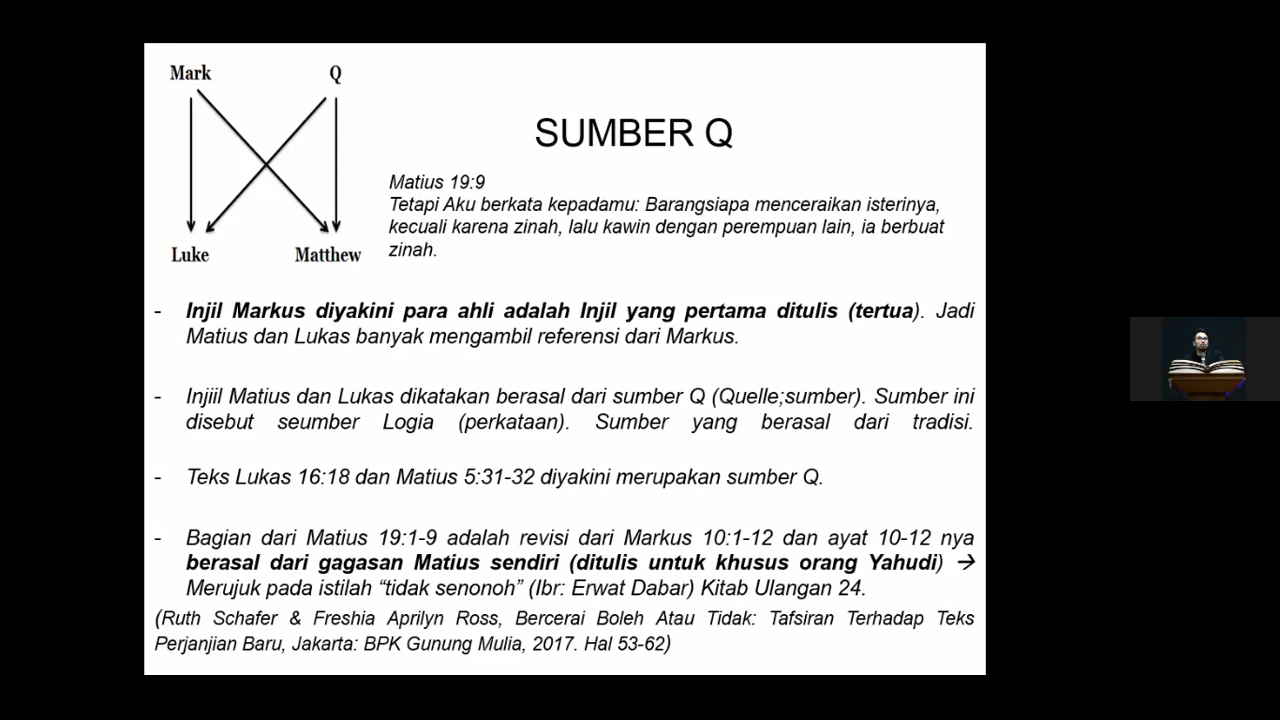 Mark Q
SUMBER Q
Matius 19:9
Tetapi Aku berkata kepadamu: Barangsiapa menceraikan isterinya,
kecuali karena zinah, lalu kawin dengan perempuan lain, ia berbuat
zinah.
Luke Matthew
- Injil Markus diyakini para ahli adalah Injil yang pertama ditulis (tertua). Jadi
Matius dan Lukas banyak mengambil referensi dari Markus.
- Injiil Matius dan Lukas dikatakan berasal dari sumber Q (Quelle;sumber). Sumber ini
disebut seumber Logia (perkataan). Sumber yang berasal dari tradisi.
- Teks Lukas 16:18 dan Matius 5:31-32 diyakini merupakan sumber Q.
- Bagian dari Matius 19:1-9 adalah revisi dari Markus 10:1-12 dan ayat 10-12 nya
berasal dari gagasan Matius sendiri (ditulis untuk khusus orang Yahudi) →
Merujuk pada istilah “tidak senonoh” (Ibr: Erwat Dabar) Kitab Ulangan 24.
(Ruth Schafer & Freshia Aprilyn Ross, Bercerai Boleh Atau Tidak: Tafsiran Terhadap Teks
Perjanjian Baru, Jakarta: BPK Gunung Mulia, 2017. Hal 53-62)